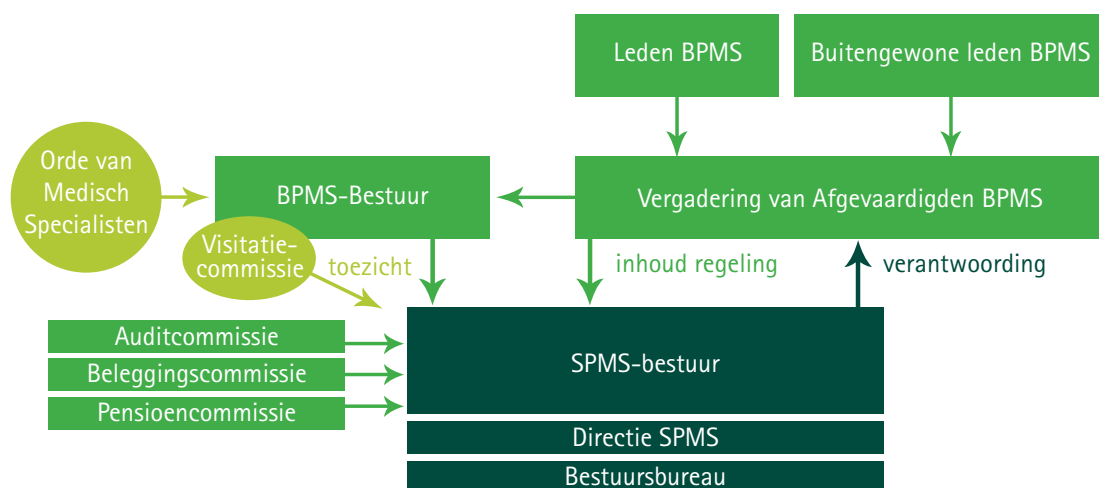 Leden BPMS
Buitengewone leden BPMS
Orde van
Medisch
Specialisten
BPMS-Bestuur
Vergadering van Afgevaardigden BPMS
Visitatie-
commissie
toezicht
inhoud regeling
verantwoording
Auditcommissie
Beleggingscommissie
Pensioencommissie
SPMS-bestuur
Directie SPMS
Bestuursbureau